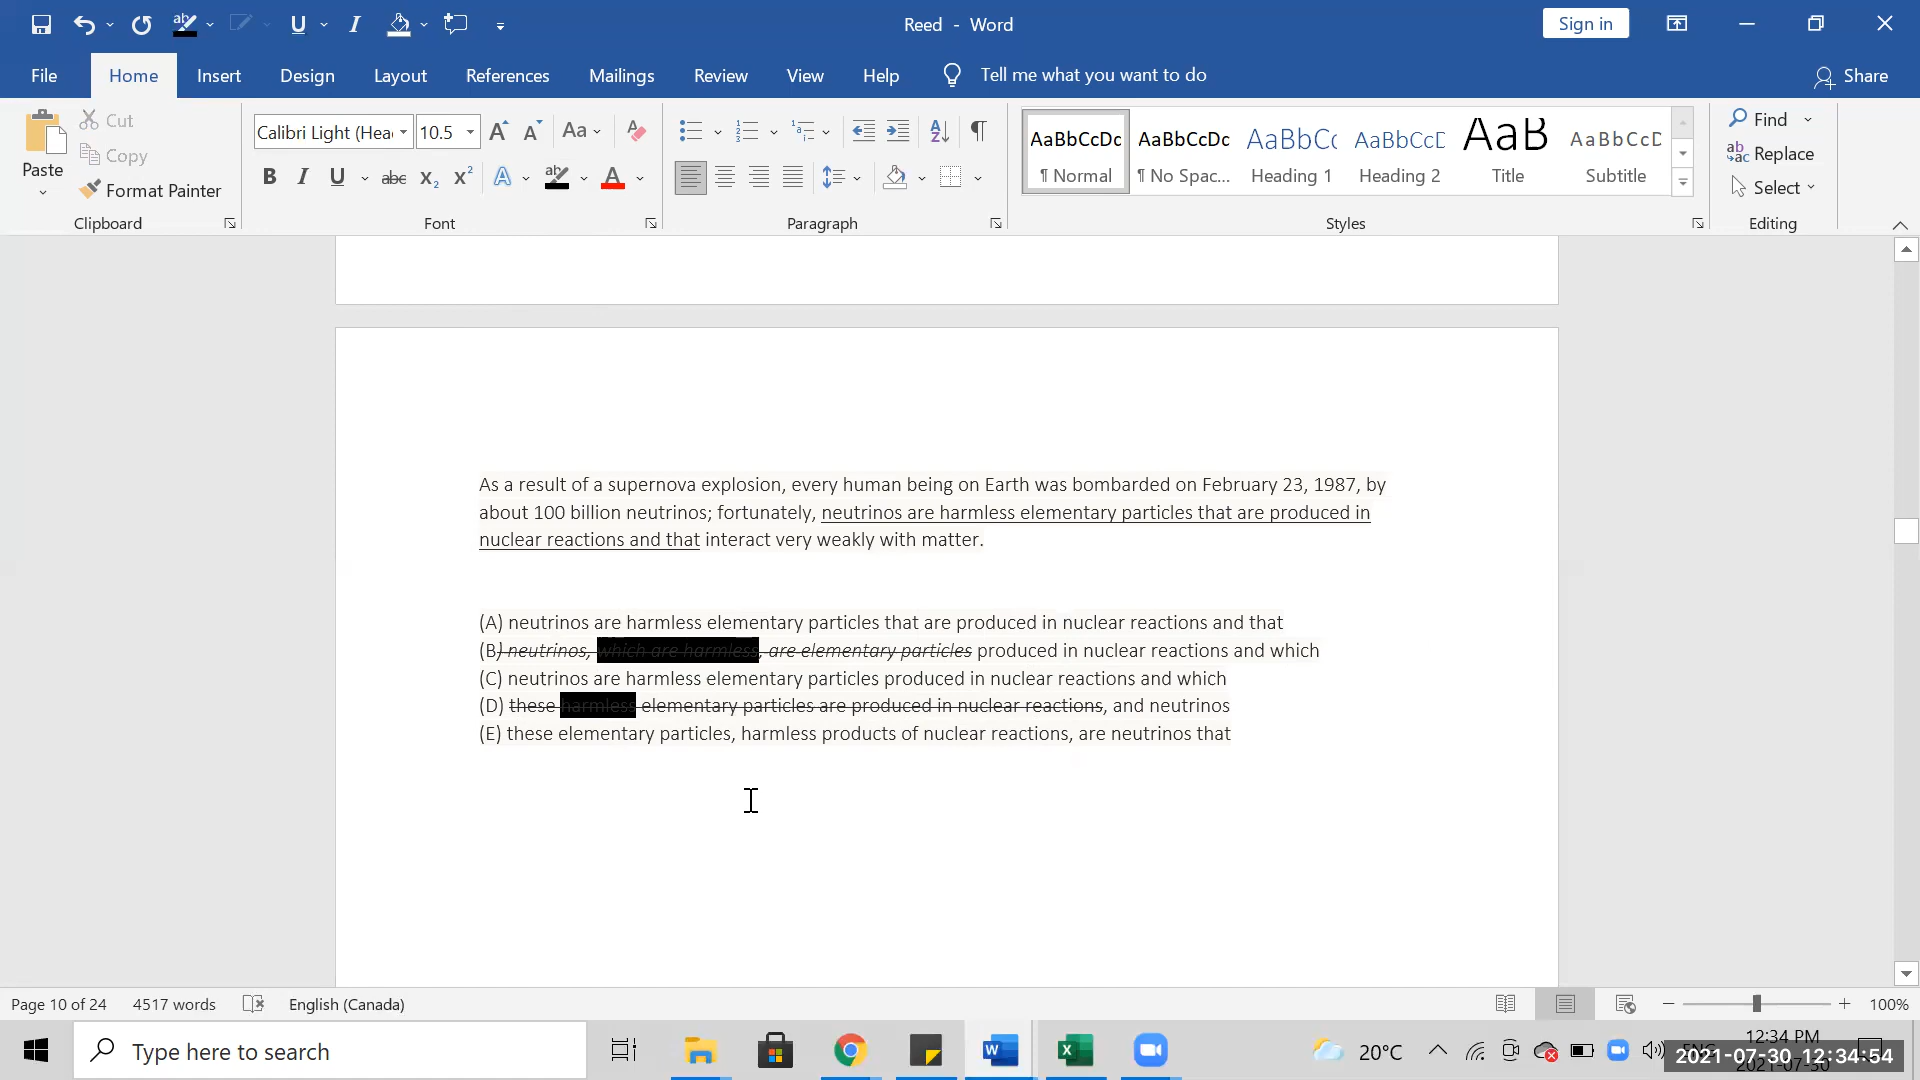 Reed - Word
Sign in
File Home Insert Design Layout References Mailings Review View Help Tell me what you want to do Share
Paste Cut Copy Format Painter
Calibri Light (Hea 10.5 Aa
AaBbCcDc AaBbCcDc AaBbCc AaBbCcD AaB AaBbCcD
¶ Normal ¶ No Spac... Heading 1 Heading 2 Title Subtitle
Find
Replace
Select
Clipboard Font Paragraph Styles Editing
As a result of a supernova explosion, every human being on Earth was bombarded on February 23, 1987, by
about 100 billion neutrinos; fortunately, neutrinos are harmless elementary particles that are produced in
nuclear reactions and that interact very weakly with matter.
(A) neutrinos are harmless elementary particles that are produced in nuclear reactions and that
(B) neutrinos, which are harmless, are elementary particles produced in nuclear reactions and which
(C) neutrinos are harmless elementary particles produced in nuclear reactions and which
(D) these harmless elementary particles are produced in nuclear reactions, and neutrinos
(E) these elementary particles, harmless products of nuclear reactions, are neutrinos that
Page 10 of 24 4517 words English (Canada) 100%
Type here to search
20°C
12:34 PM
2021-07-30 12:34:54